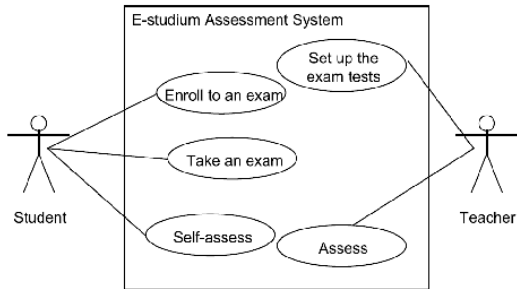 E-studium Assessment System
Set up the
exam tests
Enroll to an exam
Take an exam
Student
Teacher
Self-assess
Assess